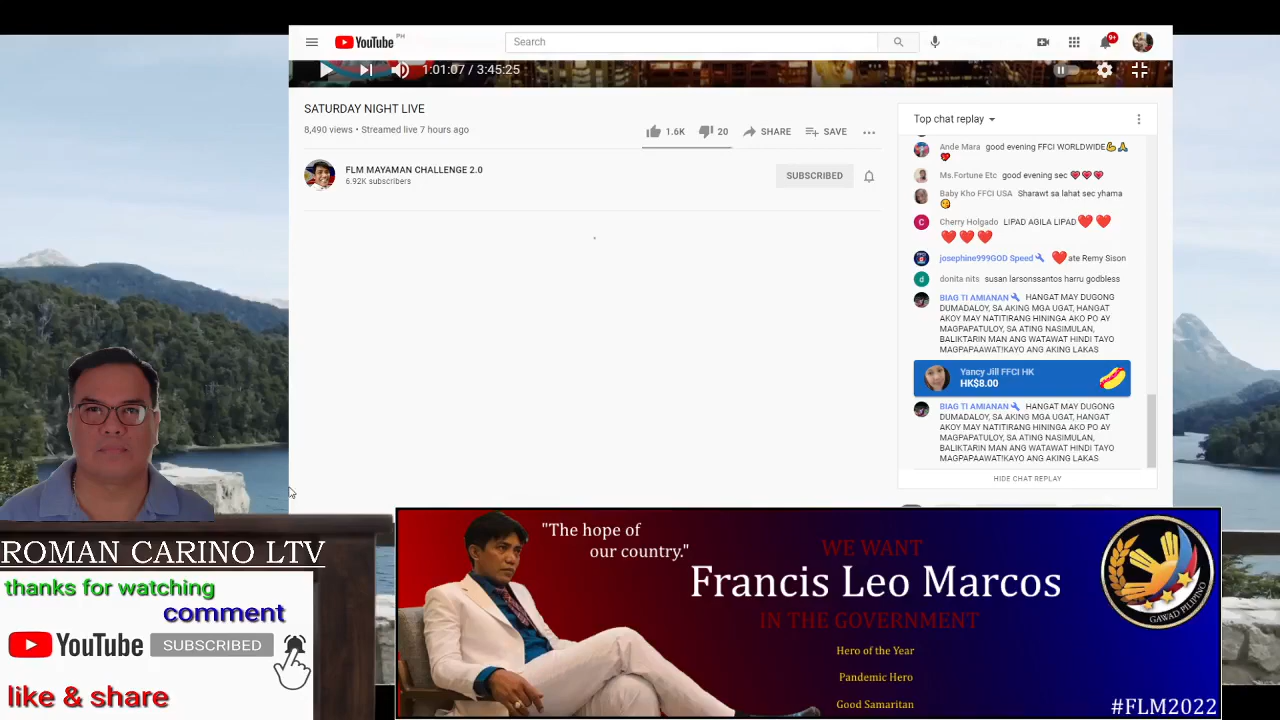 YouTube PH
Search
9+
1:01:07 / 3:45:25
SATURDAY NIGHT LIVE
8,490 views • Streamed live 7 hours ago
1.6K
20
SHARE
SAVE
FLM MAYAMAN CHALLENGE 2.0
6.92K subscribers
SUBSCRIBED
Top chat replay
Ande Mara good evening FFCI WORLDWIDE💪🙏
💖
Ms.Fortune Etc good evening sec 💗💗💗
Baby Kho FFCI USA Sharawt sa lahat sec yhama
😘
C
Cherry Holgado LIPAD AGILA LIPAD❤️❤️
❤️❤️❤️
josephine999GOD Speed ❤️ate Remy Sison
d
donita nits susan larsonssantos harru godbless
BIAG TI AMIANAN HANGAT MAY DUGONG
DUMADALOY, SA AKING MGA UGAT, HANGAT
AKOY MAY NATITIRANG HININGA AKO PO AY
MAGPAPATULOY, SA ATING NASIMULAN,
BALIKTARIN MAN ANG WATAWAT HINDI TAYO
MAGPAPAAWAT!KAYO ANG AKING LAKAS
Yancy Jill FFCI HK
HK$8.00
BIAG TI AMIANAN HANGAT MAY DUGONG
DUMADALOY, SA AKING MGA UGAT, HANGAT
AKOY MAY NATITIRANG HININGA AKO PO AY
MAGPAPATULOY, SA ATING NASIMULAN,
BALIKTARIN MAN ANG WATAWAT HINDI TAYO
MAGPAPAAWAT!KAYO ANG AKING LAKAS
HIDE CHAT REPLAY
ROMAN CARINO LTV
thanks for watching
comment
YouTube SUBSCRIBED
like & share
"The hope of
our country."
WE WANT
Francis Leo Marcos
IN THE GOVERNMENT
Hero of the Year
Pandemic Hero
Good Samaritan
GAWAD PILIPINO
#FLM2022